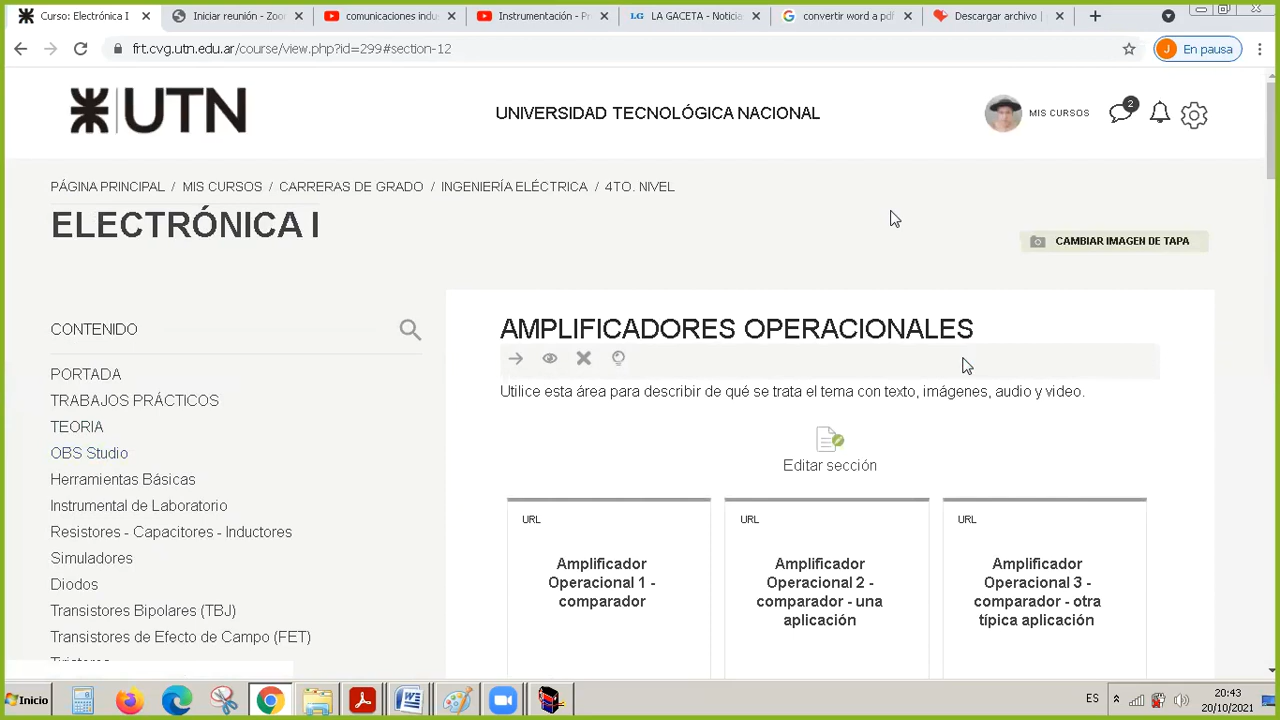 Curso: Electrónica I
Iniciar reunión - Zoo
comunicaciones indus
Instrumentación - Pr
LG LA GACETA - Noticia
convertir word a pdf
Descargar archivo |
frt.cvg.utn.edu.ar/course/view.php?id=299#section-12
J En pausa
UTN
UNIVERSIDAD TECNOLÓGICA NACIONAL
MIS CURSOS
2
PÁGINA PRINCIPAL / MIS CURSOS / CARRERAS DE GRADO / INGENIERÍA ELÉCTRICA / 4TO. NIVEL
ELECTRÓNICA I
CAMBIAR IMAGEN DE TAPA
CONTENIDO
PORTADA
TRABAJOS PRÁCTICOS
TEORIA
OBS Studio
Herramientas Básicas
Instrumental de Laboratorio
Resistores - Capacitores - Inductores
Simuladores
Diodos
Transistores Bipolares (TBJ)
Transistores de Efecto de Campo (FET)
AMPLIFICADORES OPERACIONALES
Utilice esta área para describir de qué se trata el tema con texto, imágenes, audio y video.
Editar sección
URL
Amplificador
Operacional 1 -
comparador
URL
Amplificador
Operacional 2 -
comparador - una
aplicación
URL
Amplificador
Operacional 3 -
comparador - otra
típica aplicación
Inicio
ES
20:43
20/10/2021